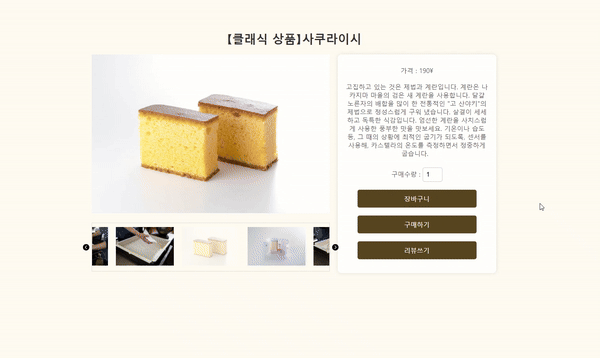 [클래식 상품]사쿠라이시
가격 : 190¥
고집하고 있는 것은 제법과 계란입니다. 계란은 나
카지마 마을의 검은 새 계란을 사용합니다. 달걀
노른자의 배합을 많이 한 전통적인 "고 산야키"의
제법으로 정성스럽게 구워 냈습니다. 살결이 세세
하고 독특한 식감입니다. 엄선한 계란을 사치스럽
게 사용한 풍부한 맛을 맛보세요. 기온이나 습도
등, 그 때의 상황에 최적인 굽기가 되도록, 센서를
사용해, 카스텔라의 온도를 측정하면서 정중하게
굽습니다.
구매수량 : 1
장바구니
구매하기
리뷰쓰기